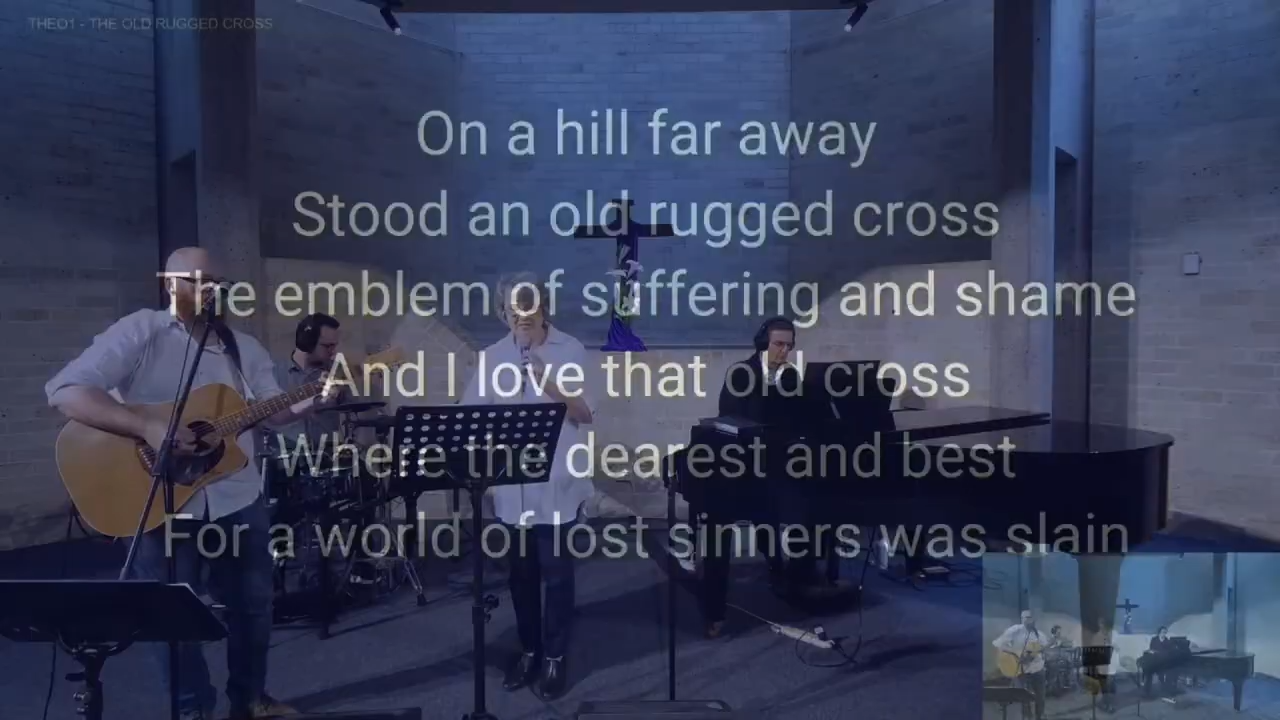 THEO1 - THE OLD RUGGED CROSS
On a hill far away
Stood an old rugged cross
The emblem of suffering and shame
And I love that old cross
Where the dearest and best
For a world of lost sinners was slain